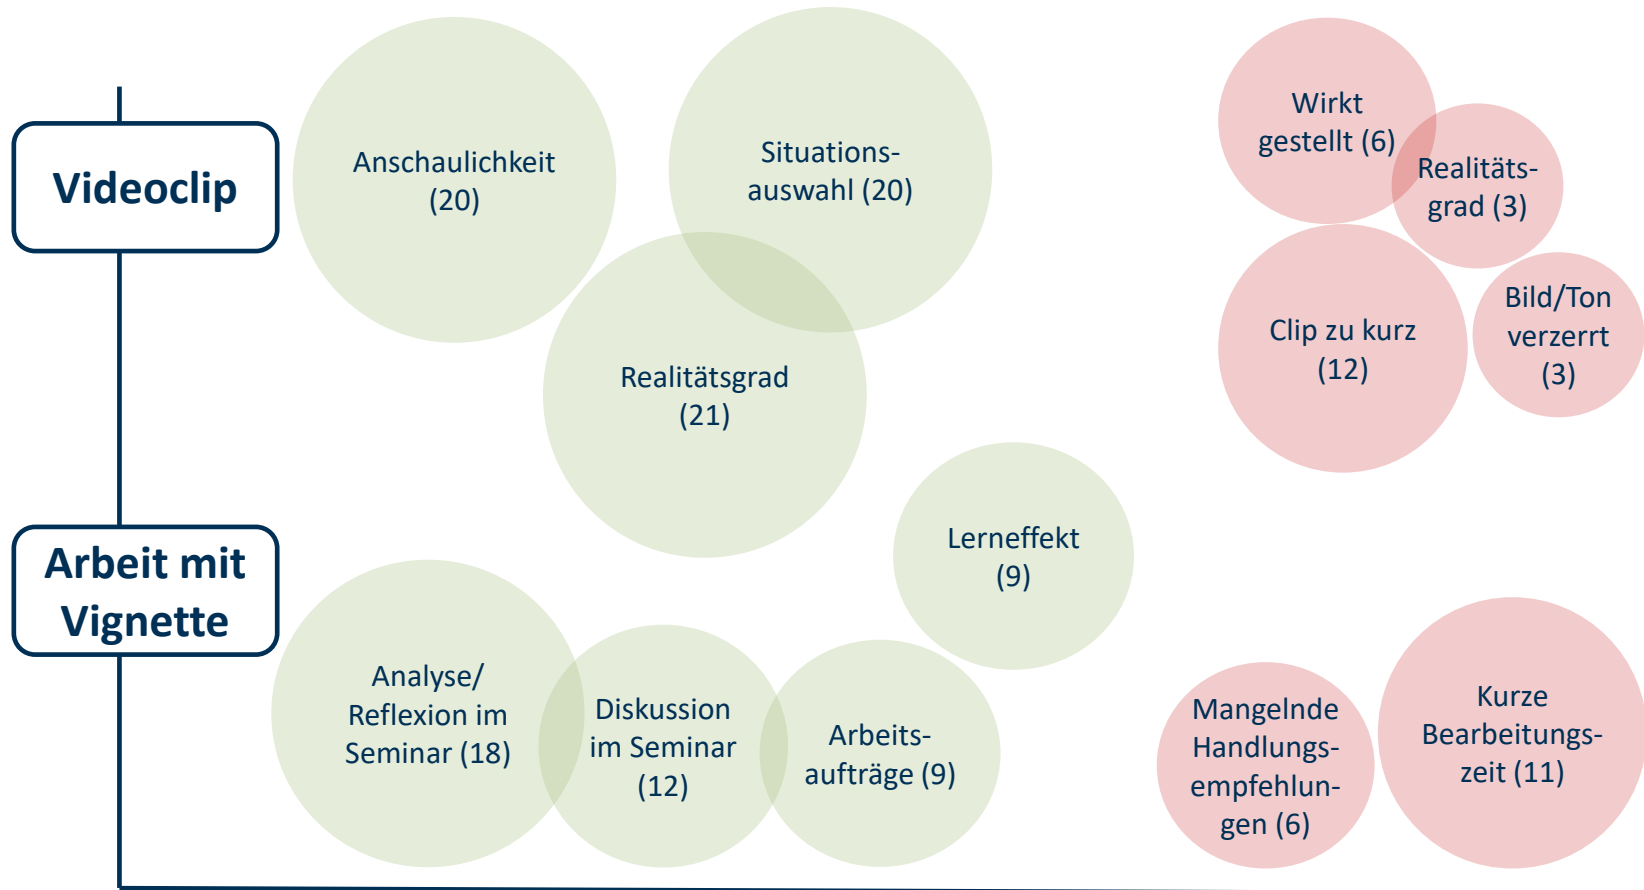 Videoclip
Anschaulichkeit
(20)
Situations-
auswahl (20)
Realitätsgrad
(21)
Wirkt
gestellt (6)
Realitäts-
grad (3)
Clip zu kurz
(12)
Bild/Ton
verzerrt
(3)
Arbeit mit
Vignette
Lerneffekt
(9)
Analyse/
Reflexion im
Seminar (18)
Diskussion
im Seminar
(12)
Arbeits-
aufträge (9)
Mangelnde
Handlungs-
empfehlun-
gen (6)
Kurze
Bearbeitungs-
zeit (11)